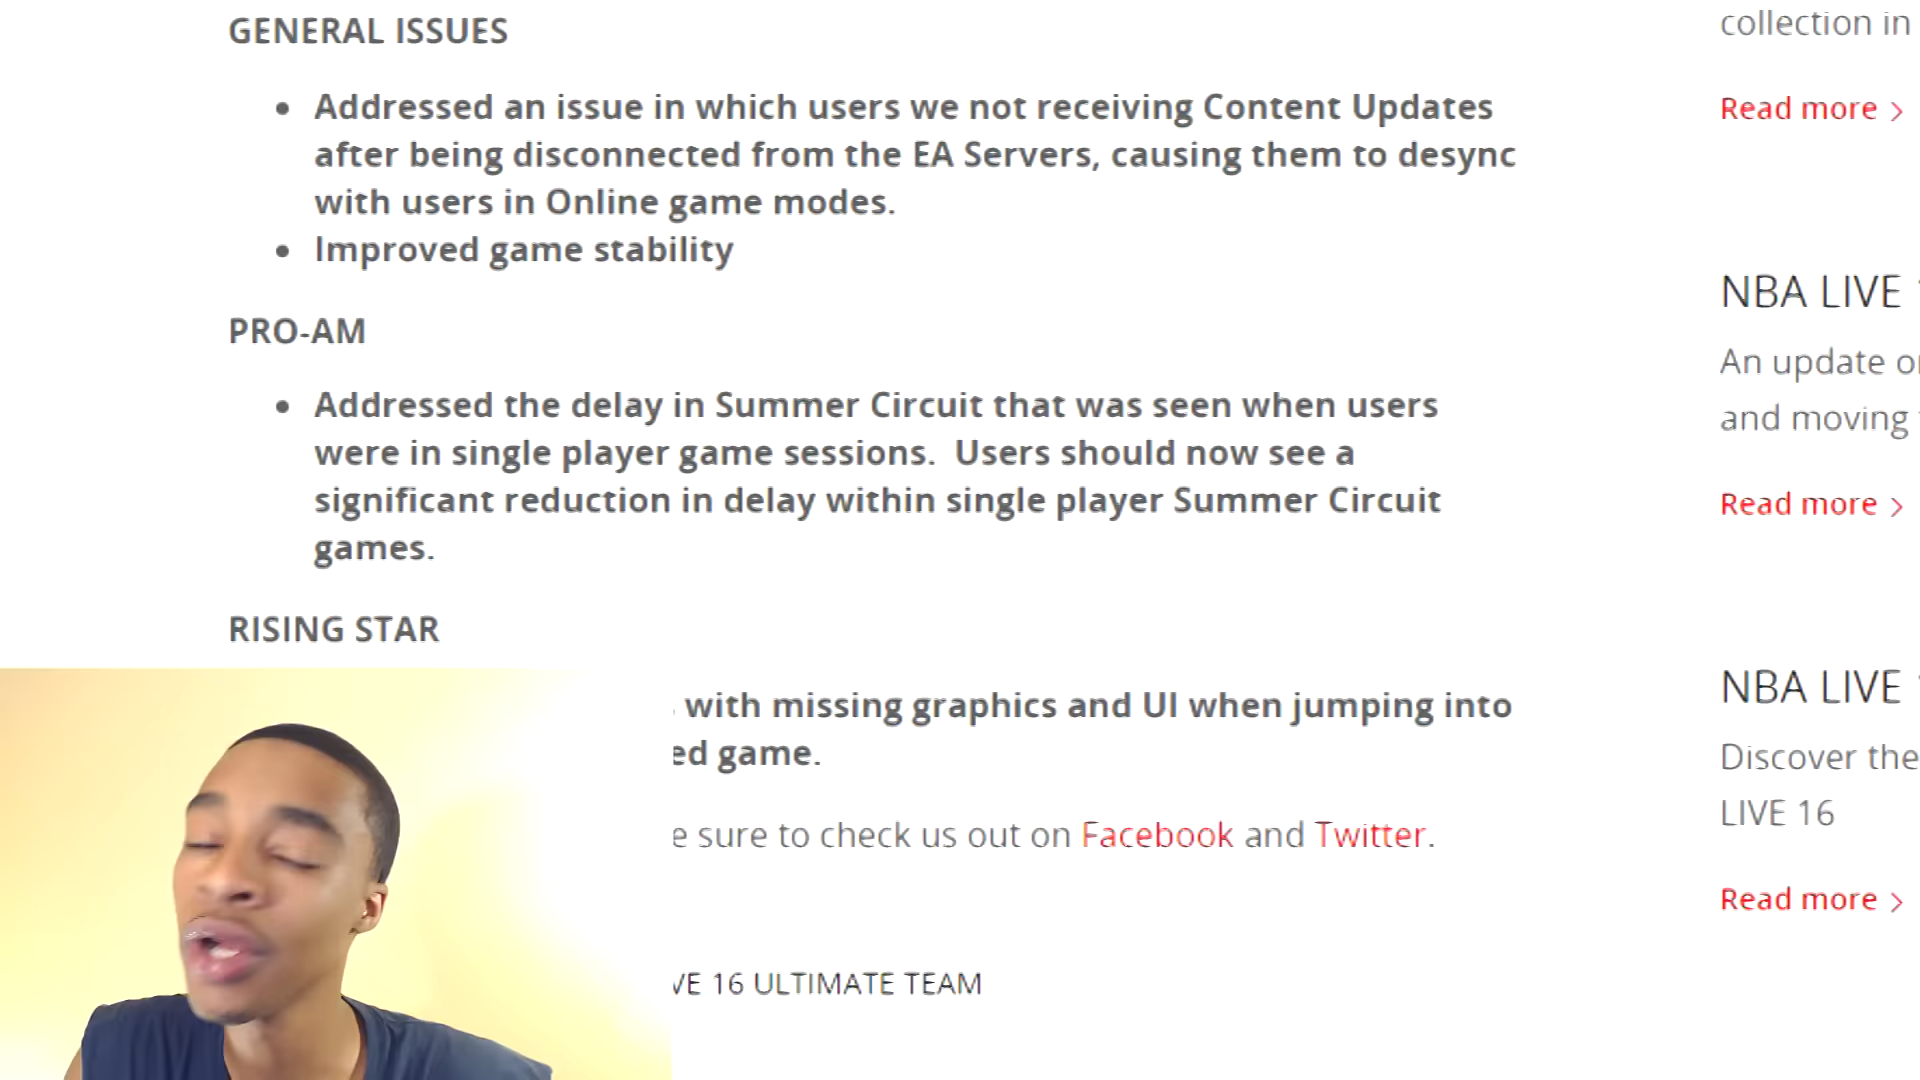 GENERAL ISSUES
Addressed an issue in which users we not receiving Content Updates
after being disconnected from the EA Servers, causing them to desync
with users in Online game modes.
Improved game stability
PRO-AM
Addressed the delay in Summer Circuit that was seen when users
were in single player game sessions. Users should now see a
significant reduction in delay within single player Summer Circuit
games.
RISING STAR
with missing graphics and UI when jumping into
game.
sure to check us out on Facebook and Twitter.
16 ULTIMATE TEAM
collection in
Read more >
NBA LIVE
An update
and moving
Read more >
NBA LIVE
Discover the
LIVE 16
Read more >